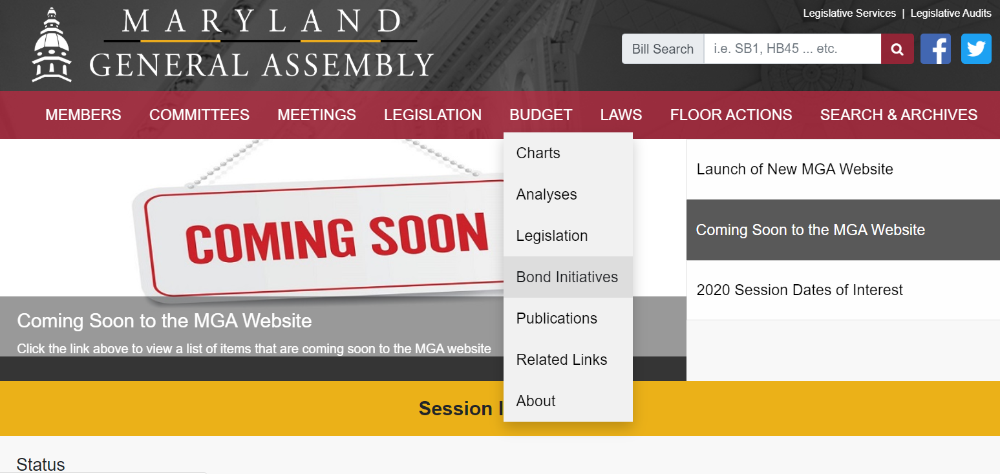 MARYLAND
GENERAL ASSEMBLY
Legislative Services | Legislative Audits
Bill Search i.e. SB1, HB45 ... etc.
MEMBERS COMMITTEES MEETINGS LEGISLATION BUDGET LAWS FLOOR ACTIONS SEARCH & ARCHIVES
Charts
Analyses
Legislation
Bond Initiatives
Publications
Related Links
About
COMING SOON
Coming Soon to the MGA Website
Click the link above to view a list of items that are coming soon to the MGA website
Launch of New MGA Website
Coming Soon to the MGA Website
2020 Session Dates of Interest
Session
Status